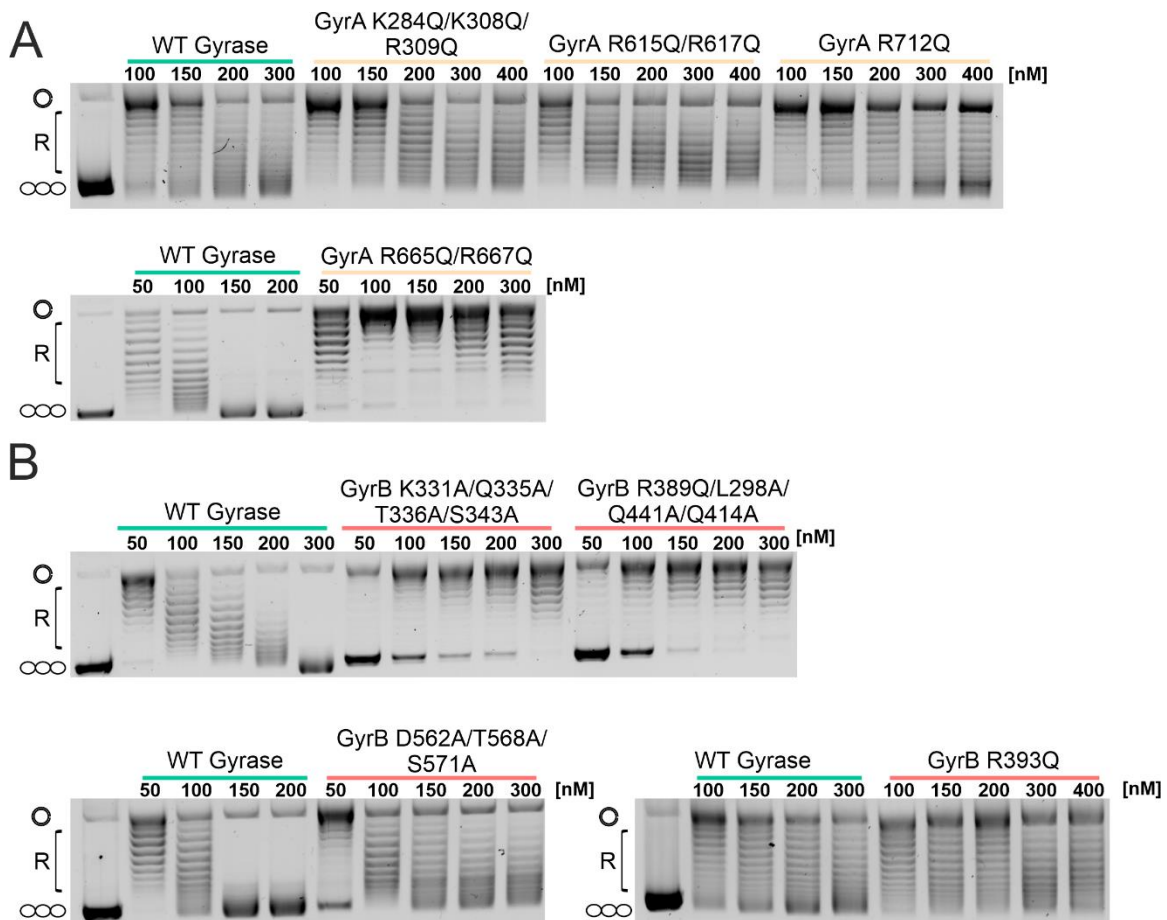 A
WT Gyrase
GyrA K284Q/K308Q/
R309Q
GyrA R615Q/R617Q
GyrA R712Q
100 150 200 300 100 150 200 300 400 100 150 200 300 400 100 150 200 300 400 [nM]
R
WT Gyrase
GyrA R665Q/R667Q
50 100 150 200 50 100 150 200 300 [nM]
R
B
WT Gyrase
GyrB K331A/Q335A/
T336A/S343A
GyrB R389Q/L298A/
Q441A/Q414A
50 100 150 200 300 50 100 150 200 300 50 100 150 200 300 [nM]
R
WT Gyrase
GyrB D562A/T568A/
S571A
50 100 150 200 50 100 150 200 300 [nM]
R
WT Gyrase
GyrB R393Q
100 150 200 300 100 150 200 300 400 [nM]
R